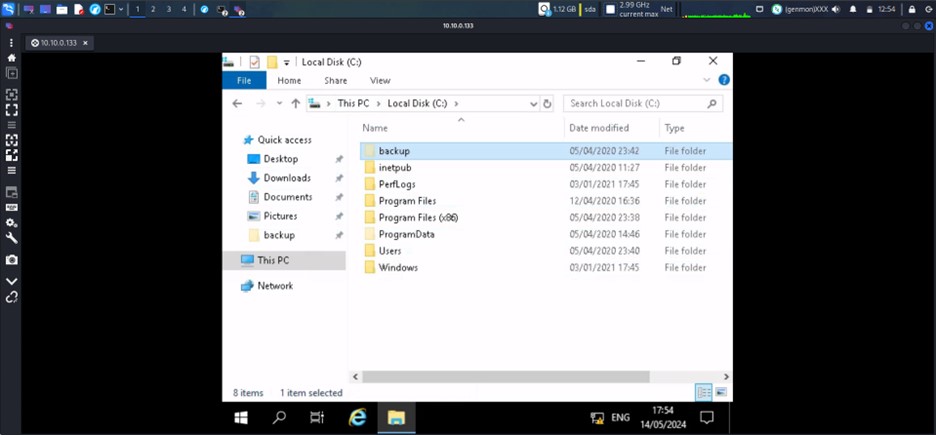 1 2 3 4 1.12 GB sda 2.99 GHz current max Net (genmon)XXX 12:54
10.10.0.133
10.10.0.133
Local Disk (C:)
File Home Share View
This PC Local Disk (C:) Search Local Disk (C:)
Quick access
Desktop
Downloads
Documents
Pictures
backup
This PC
Network
Name Date modified Type
backup 05/04/2020 23:42 File folder
inetpub 05/04/2020 11:27 File folder
PerfLogs 03/01/2021 17:45 File folder
Program Files 12/04/2020 16:36 File folder
Program Files (x86) 05/04/2020 23:38 File folder
ProgramData 05/04/2020 14:46 File folder
Users 05/04/2020 23:40 File folder
Windows 03/01/2021 17:45 File folder
8 items 1 item selected
ENG 17:54
14/05/2024